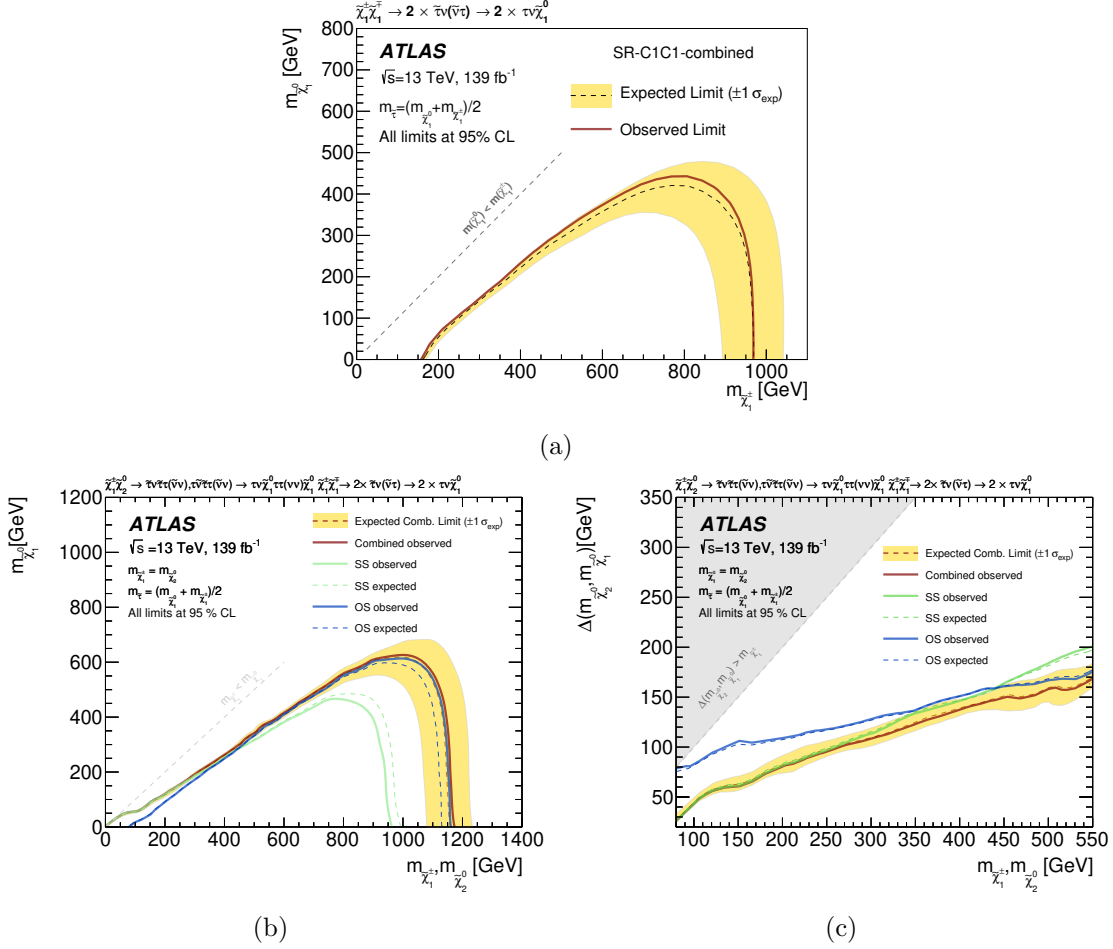 χ̃₁±χ̃₁∓ → 2 × τ̃ν(ν̃τ) → 2 × τνχ̃₁⁰
ATLAS
√s=13 TeV, 139 fb⁻¹
m_τ̃=(m_χ̃₁⁰+m_χ̃₁±)/2
All limits at 95% CL
SR-C1C1-combined
Expected Limit (±1 σ_exp)
Observed Limit
m(χ̃₁⁰) < m(χ̃₁±)
m_χ̃₁⁰ [GeV]
800
700
600
500
400
300
200
100
0
0 200 400 600 800 1000
m_χ̃₁± [GeV]
(a)
χ̃₁±χ̃₂⁰ → τ̃ντ̃τ(ν̃ν),τν̃τ̃τ(ν̃ν) → τνχ̃₁⁰ττ(νν)χ̃₁⁰ χ̃₁±χ̃₁∓→ 2× τ̃ν(ν̃τ) → 2 × τνχ̃₁⁰
ATLAS
√s =13 TeV, 139 fb⁻¹
m_χ̃₁± = m_χ̃₂⁰
m_τ̃ = (m_χ̃₁⁰ + m_χ̃₁±)/2
All limits at 95 % CL
Expected Comb. Limit (±1 σ_exp)
Combined observed
SS observed
SS expected
OS observed
OS expected
m_χ̃₁⁰ [GeV]
1200
1000
800
600
400
200
0
0 200 400 600 800 1000 1200 1400
m_χ̃₁±,m_χ̃₂⁰ [GeV]
(b)
χ̃₁±χ̃₂⁰ → τ̃ντ̃τ(ν̃ν),τν̃τ̃τ(ν̃ν) → τνχ̃₁⁰ττ(νν)χ̃₁⁰ χ̃₁±χ̃₁∓→ 2× τ̃ν(ν̃τ) → 2 × τνχ̃₁⁰
ATLAS
√s =13 TeV, 139 fb⁻¹
m_χ̃₁± = m_χ̃₂⁰
m_τ̃ = (m_χ̃₁⁰ + m_χ̃₁±)/2
All limits at 95 % CL
Expected Comb. Limit (±1 σ_exp)
Combined observed
SS observed
SS expected
OS observed
OS expected
Δ(m_χ̃₂⁰,m_χ̃₁⁰) [GeV]
350
300
250
200
150
100
50
100 150 200 250 300 350 400 450 500 550
m_χ̃₁±,m_χ̃₂⁰ [GeV]
(c)